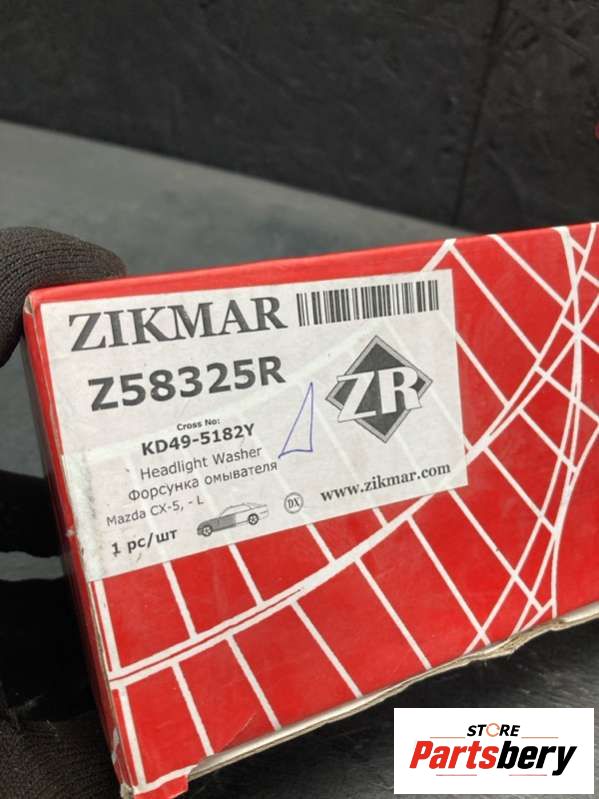 ZIKMAR
Z58325R
ZR
Cross No:
KD49-5182Y
Headlight Washer
Форсунка омывателя
Mazda CX-5, - L
1 pc/шт
DX
www.zikmar.com
STORE
Partsbery